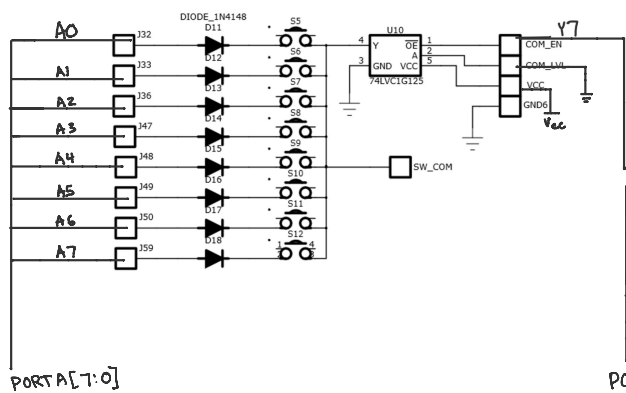 DIODE_1N4148
A0 J32 D11 S5 U10 Y7
4 Y OE 1 COM_EN
A 2 COM_LVL
A1 J33 D12 S6 3 GND VCC 5
74LVC1G125
VCC
A2 J36 D13 S7 GND6
Vcc
A3 J47 D14 S8
A4 J48 D15 S9 SW_COM
A5 J49 D16 S10
A6 J50 D17 S11
A7 J59 D18 S12
1 4
2 3
PORTA[7:0] PO